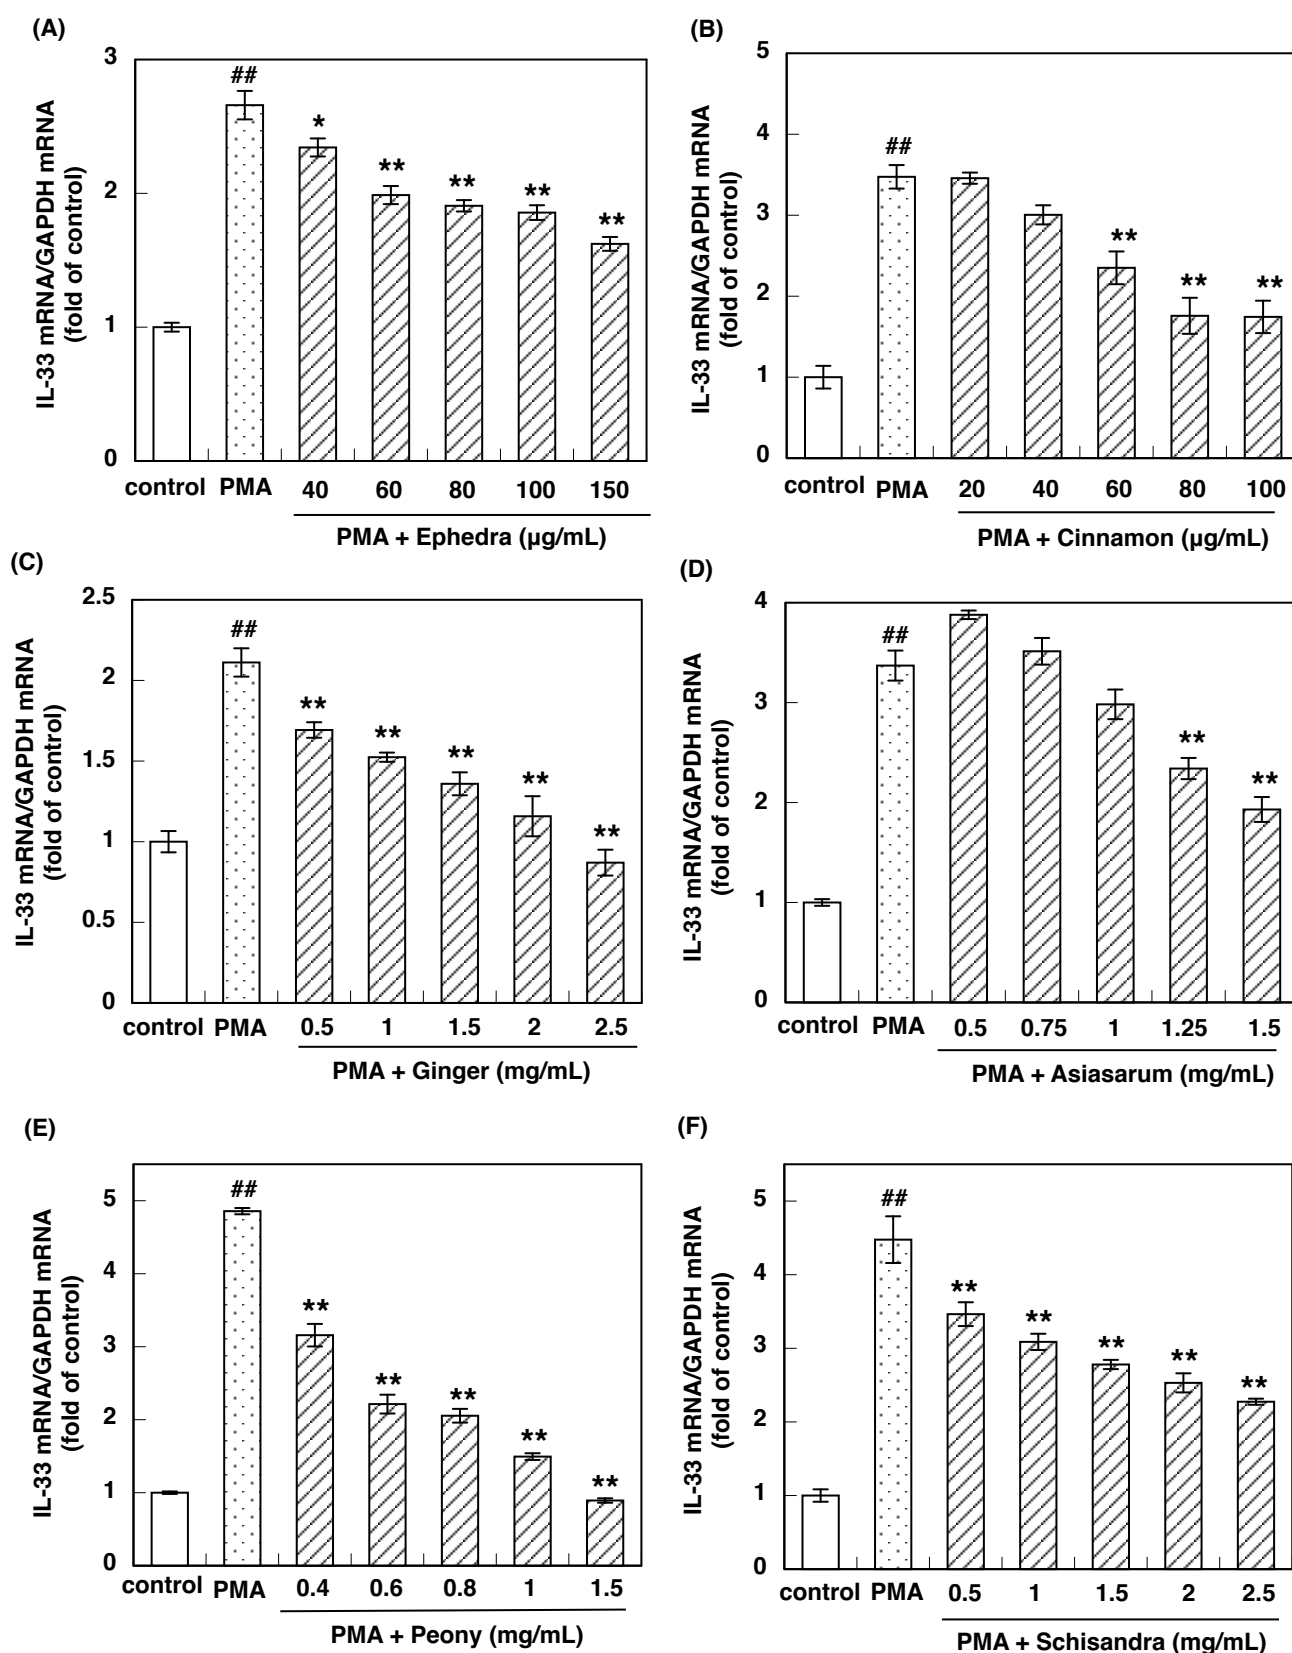 (A)
IL-33 mRNA/GAPDH mRNA
(fold of control)
3
2
1
0
##
*
**
**
**
**
control PMA 40 60 80 100 150
PMA + Ephedra (µg/mL)
(B)
IL-33 mRNA/GAPDH mRNA
(fold of control)
5
4
3
2
1
0
##
**
**
**
control PMA 20 40 60 80 100
PMA + Cinnamon (µg/mL)
(C)
IL-33 mRNA/GAPDH mRNA
(fold of control)
2.5
2
1.5
1
0.5
0
##
**
**
**
**
**
control PMA 0.5 1 1.5 2 2.5
PMA + Ginger (mg/mL)
(D)
IL-33 mRNA/GAPDH mRNA
(fold of control)
4
3
2
1
0
##
**
**
control PMA 0.5 0.75 1 1.25 1.5
PMA + Asiasarum (mg/mL)
(E)
IL-33 mRNA/GAPDH mRNA
(fold of control)
5
4
3
2
1
0
##
**
**
**
**
**
control PMA 0.4 0.6 0.8 1 1.5
PMA + Peony (mg/mL)
(F)
IL-33 mRNA/GAPDH mRNA
(fold of control)
5
4
3
2
1
0
##
**
**
**
**
**
control PMA 0.5 1 1.5 2 2.5
PMA + Schisandra (mg/mL)